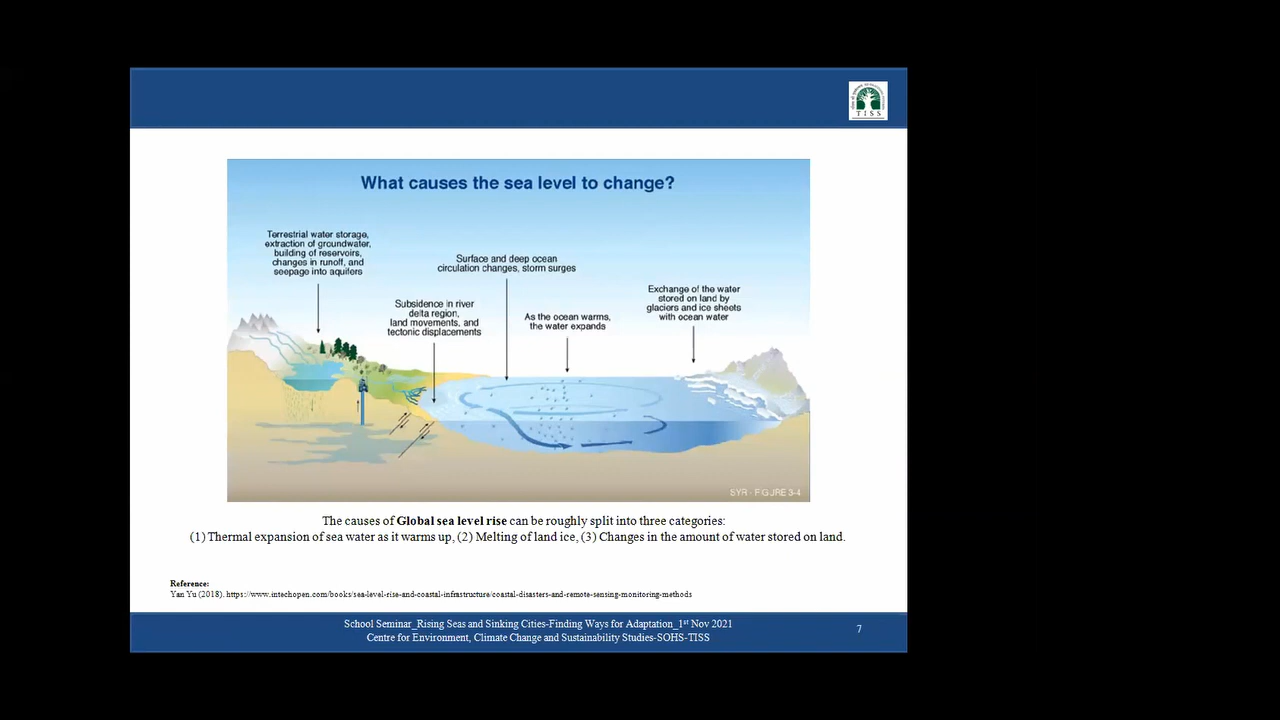 TISS
What causes the sea level to change?
Terrestrial water storage,
extraction of groundwater,
building of reservoirs,
changes in runoff, and
seepage into aquifers
Surface and deep ocean
circulation changes, storm surges
Subsidence in river
delta region,
land movements, and
tectonic displacements
As the ocean warms,
the water expands
Exchange of the water
stored on land by
glaciers and ice sheets
with ocean water
SYR - FIGURE 3-4
The causes of Global sea level rise can be roughly split into three categories:
(1) Thermal expansion of sea water as it warms up, (2) Melting of land ice, (3) Changes in the amount of water stored on land.
Reference:
Yan Yu (2018). https://www.intechopen.com/books/sea-level-rise-and-coastal-infrastructure/coastal-disasters-and-remote-sensing-monitoring-methods
School Seminar_Rising Seas and Sinking Cities-Finding Ways for Adaptation_1st Nov 2021
Centre for Environment, Climate Change and Sustainability Studies-SOHS-TISS
7